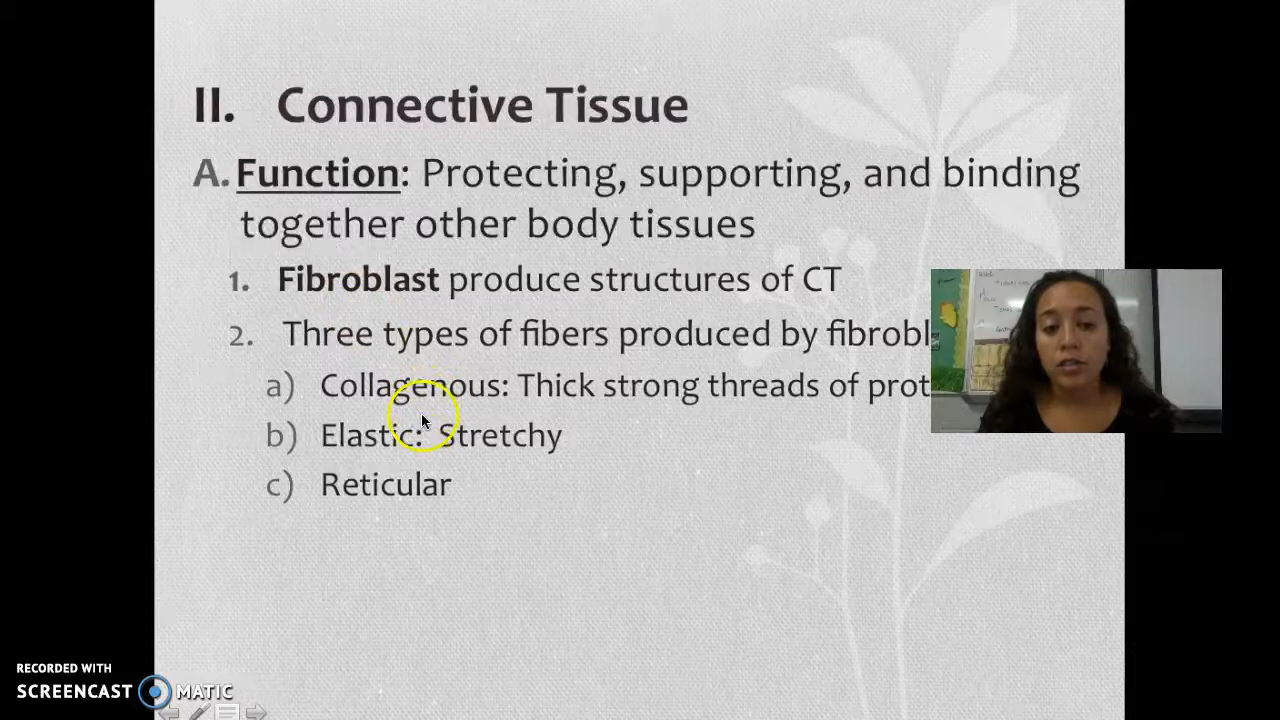 II. Connective Tissue
A. Function: Protecting, supporting, and binding
together other body tissues
1. Fibroblast produce structures of CT
2. Three types of fibers produced by fibrobl
a) Collagenous: Thick strong threads of prot
b) Elastic: Stretchy
c) Reticular
RECORDED WITH
SCREENCAST MATIC